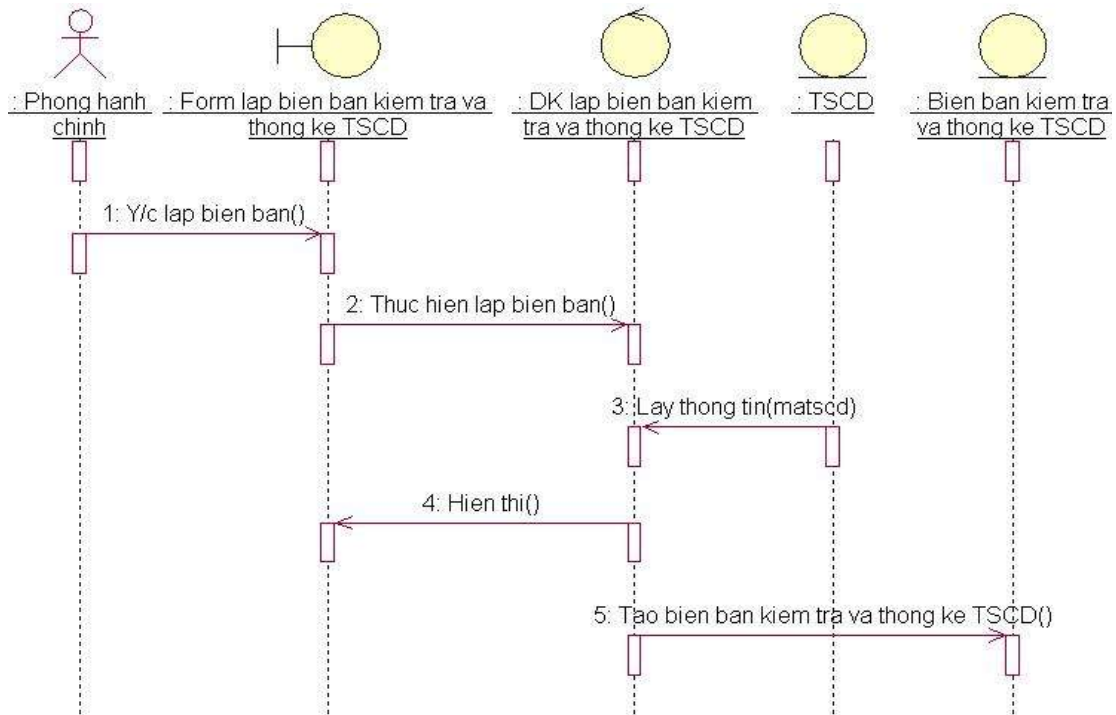 : Phong hanh
chinh
: Form lap bien ban kiem tra va
thong ke TSCD
: DK lap bien ban kiem
tra va thong ke TSCD
: TSCD
: Bien ban kiem tra
va thong ke TSCD
1: Y/c lap bien ban()
2: Thuc hien lap bien ban()
3: Lay thong tin(matscd)
4: Hien thi()
5: Tao bien ban kiem tra va thong ke TSCD()